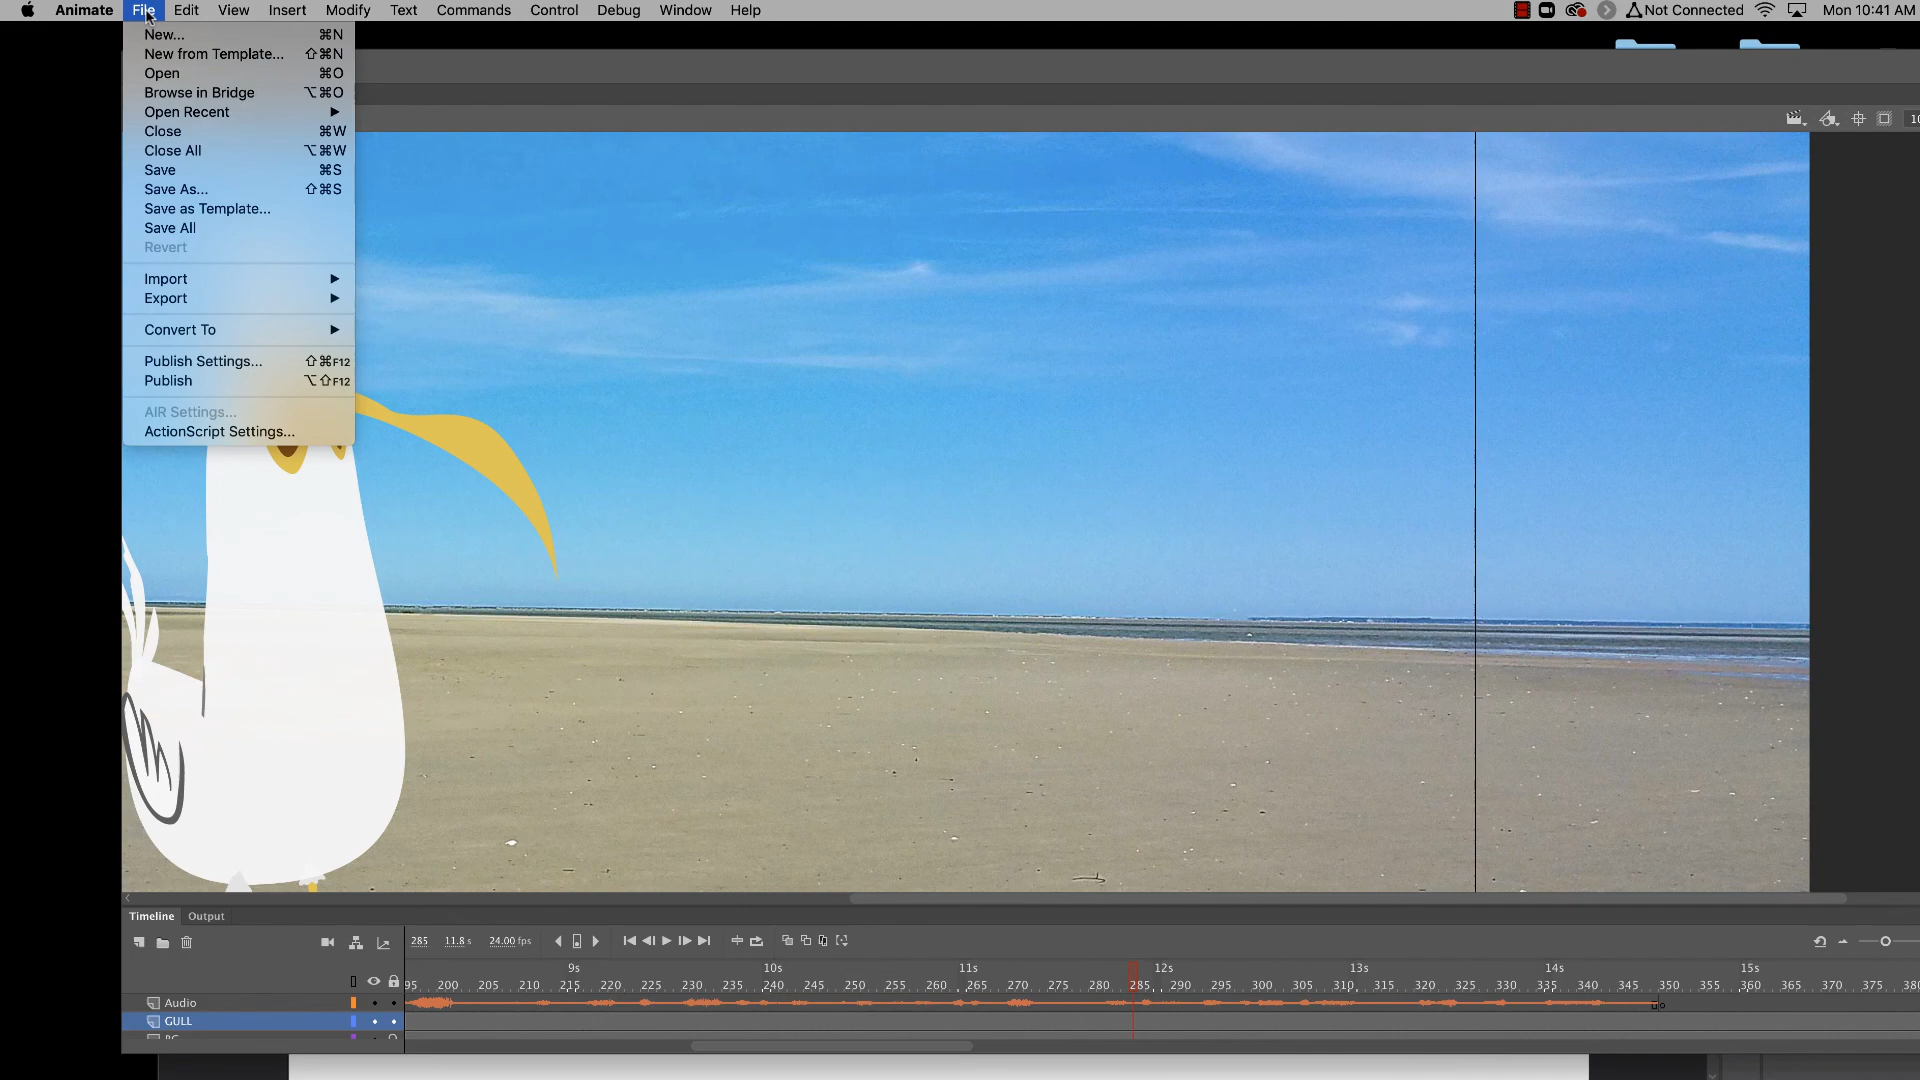 Animate File Edit View Insert Modify Text Commands Control Debug Window Help Not Connected Mon 10:41 AM
New... ⌘N
New from Template... ⇧⌘N
Open ⌘O
Browse in Bridge ⌥⌘O
Open Recent ▶
Close ⌘W
Close All ⌥⌘W
Save ⌘S
Save As... ⇧⌘S
Save as Template...
Save All
Revert
Import ▶
Export ▶
Convert To ▶
Publish Settings... ⇧⌘F12
Publish ⌥⇧F12
AIR Settings...
ActionScript Settings...
Timeline Output
285 11.8 s 24.00 fps
9s 10s 11s 12s 13s 14s 15s
95 200 205 210 215 220 225 230 235 240 245 250 255 260 265 270 275 280 285 290 295 300 305 310 315 320 325 330 335 340 345 350 355 360 365 370 375 380
Audio
GULL